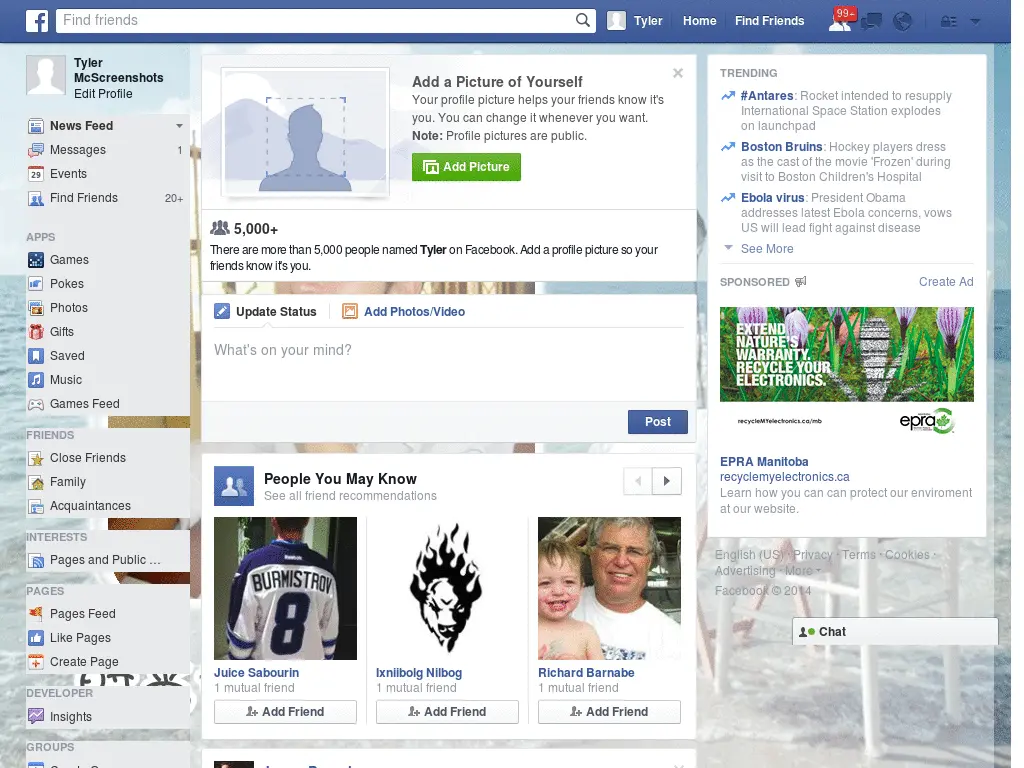 Find friends
Tyler
Home
Find Friends
99+
Tyler
McScreenshots
Edit Profile
News Feed
Messages
1
Events
29
Find Friends
20+
APPS
Games
Pokes
Photos
Gifts
Saved
Music
Games Feed
FRIENDS
Close Friends
Family
Acquaintances
INTERESTS
Pages and Public ...
PAGES
Pages Feed
Like Pages
Create Page
DEVELOPER
Insights
GROUPS
Add a Picture of Yourself
Your profile picture helps your friends know it's
you. You can change it whenever you want.
Note: Profile pictures are public.
Add Picture
5,000+
There are more than 5,000 people named Tyler on Facebook. Add a profile picture so your
friends know it's you.
Update Status
Add Photos/Video
What's on your mind?
Post
People You May Know
See all friend recommendations
BURMISTROV
8
Juice Sabourin
1 mutual friend
Add Friend
Ixniibolg Nilbog
1 mutual friend
Add Friend
Richard Barnabe
1 mutual friend
Add Friend
TRENDING
#Antares: Rocket intended to resupply
International Space Station explodes
on launchpad
Boston Bruins: Hockey players dress
as the cast of the movie 'Frozen' during
visit to Boston Children's Hospital
Ebola virus: President Obama
addresses latest Ebola concerns, vows
US will lead fight against disease
See More
SPONSORED
Create Ad
EXTEND
NATURE'S
WARRANTY.
RECYCLE YOUR
ELECTRONICS.
recycleMYelectronics.ca/mb
epra
EPRA Manitoba
recyclemyelectronics.ca
Learn how you can can protect our enviroment
at our website.
English (US) · Privacy · Terms · Cookies ·
Advertising · More
Facebook © 2014
Chat